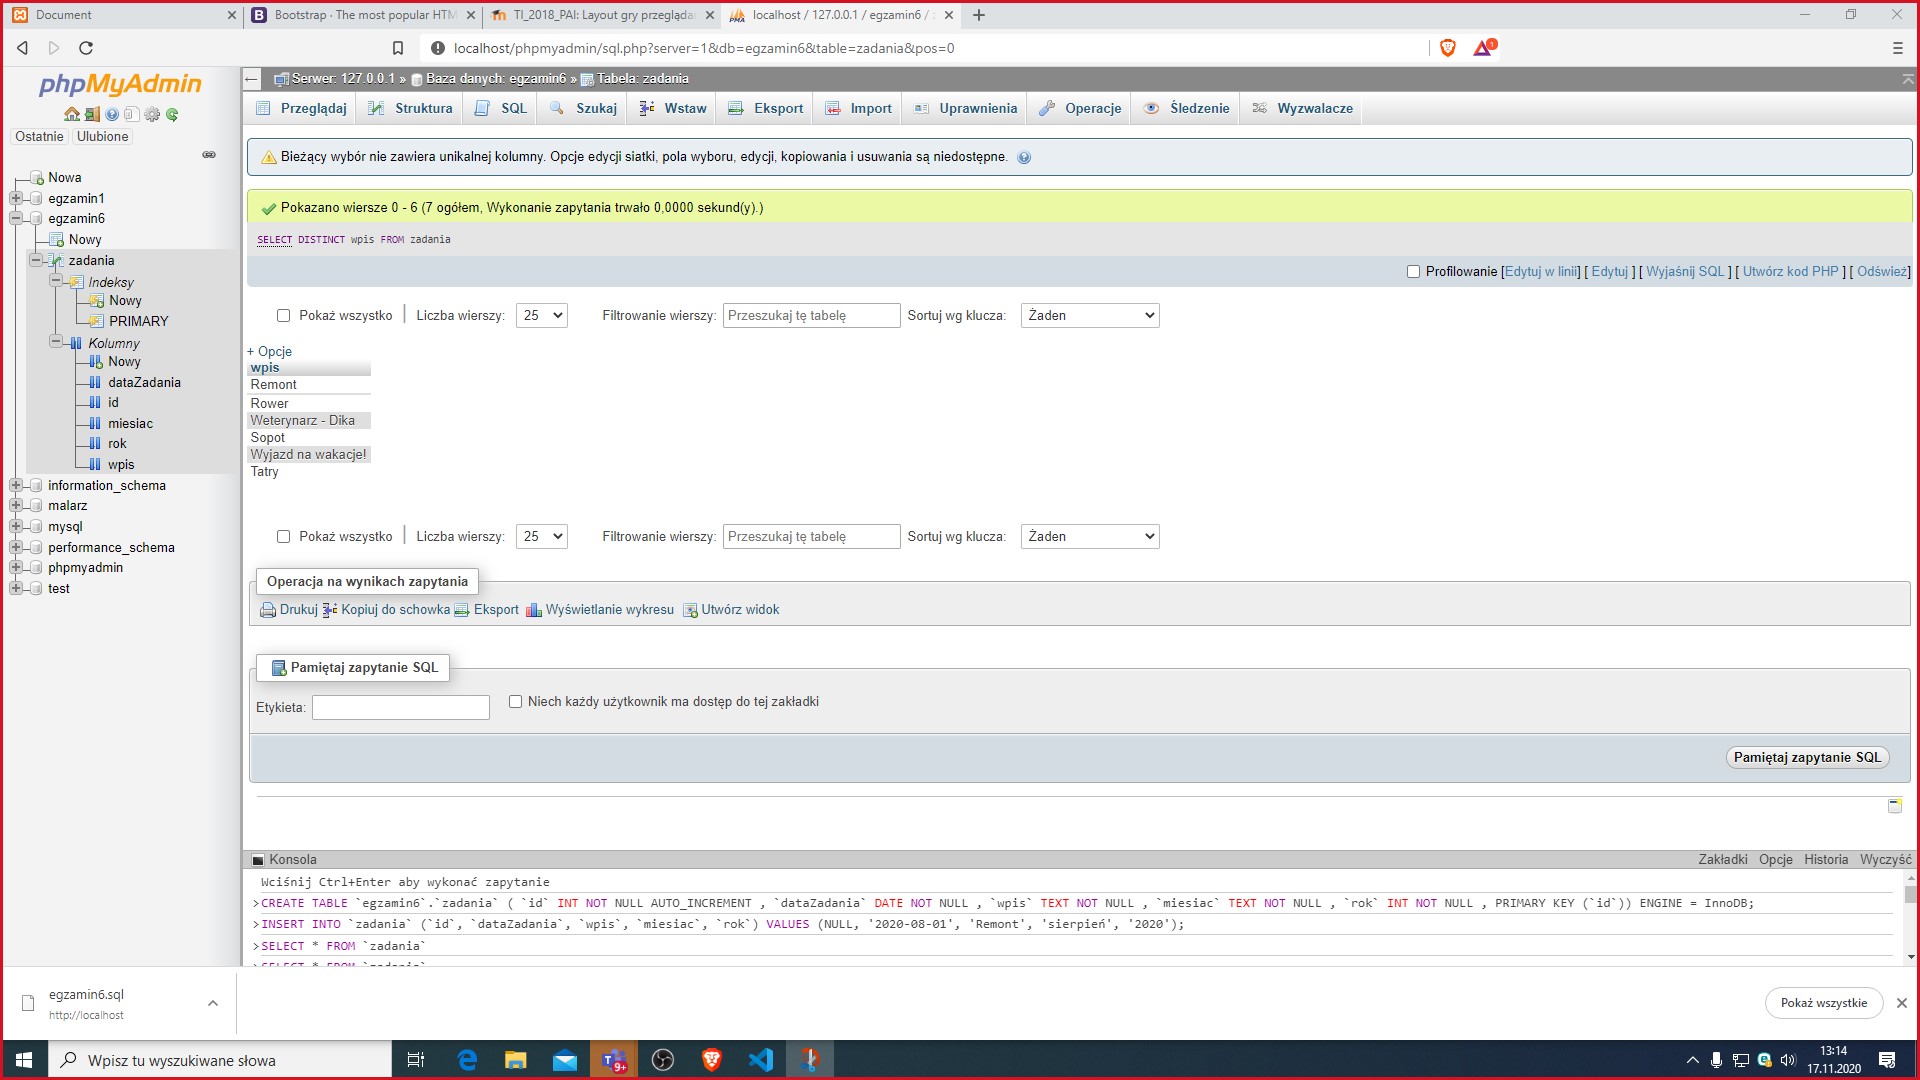 Document
Bootstrap · The most popular HTM
TI_2018_PAI: Layout gry przegląda
localhost / 127.0.0.1 / egzamin6 / z
localhost/phpmyadmin/sql.php?server=1&db=egzamin6&table=zadania&pos=0
1
phpMyAdmin
Ostatnie
Ulubione
Nowa
egzamin1
egzamin6
Nowy
zadania
Indeksy
Nowy
PRIMARY
Kolumny
Nowy
dataZadania
id
miesiac
rok
wpis
information_schema
malarz
mysql
performance_schema
phpmyadmin
test
Serwer: 127.0.0.1 » Baza danych: egzamin6 » Tabela: zadania
Przeglądaj Struktura SQL Szukaj Wstaw Eksport Import Uprawnienia Operacje Śledzenie Wyzwalacze
Bieżący wybór nie zawiera unikalnej kolumny. Opcje edycji siatki, pola wyboru, edycji, kopiowania i usuwania są niedostępne.
Pokazano wiersze 0 - 6 (7 ogółem, Wykonanie zapytania trwało 0,0000 sekund(y).)
SELECT DISTINCT wpis FROM zadania
Profilowanie [Edytuj w linii] [ Edytuj ] [ Wyjaśnij SQL ] [ Utwórz kod PHP ] [ Odśwież]
Pokaż wszystko | Liczba wierszy: 25 Filtrowanie wierszy: Przeszukaj tę tabelę Sortuj wg klucza: Żaden
+ Opcje
wpis
Remont
Rower
Weterynarz - Dika
Sopot
Wyjazd na wakacje!
Tatry
Pokaż wszystko | Liczba wierszy: 25 Filtrowanie wierszy: Przeszukaj tę tabelę Sortuj wg klucza: Żaden
Operacja na wynikach zapytania
Drukuj Kopiuj do schowka Eksport Wyświetlanie wykresu Utwórz widok
Pamiętaj zapytanie SQL
Etykieta:
Niech każdy użytkownik ma dostęp do tej zakładki
Pamiętaj zapytanie SQL
Konsola
Zakładki Opcje Historia Wyczyść
Wciśnij Ctrl+Enter aby wykonać zapytanie
>CREATE TABLE `egzamin6`.`zadania` ( `id` INT NOT NULL AUTO_INCREMENT , `dataZadania` DATE NOT NULL , `wpis` TEXT NOT NULL , `miesiac` TEXT NOT NULL , `rok` INT NOT NULL , PRIMARY KEY (`id`)) ENGINE = InnoDB;
>INSERT INTO `zadania` (`id`, `dataZadania`, `wpis`, `miesiac`, `rok`) VALUES (NULL, '2020-08-01', 'Remont', 'sierpień', '2020');
>SELECT * FROM `zadania`
>SELECT * FROM `zadania`
egzamin6.sql
http://localhost
Pokaż wszystkie
Wpisz tu wyszukiwane słowa
9+
13:14
17.11.2020